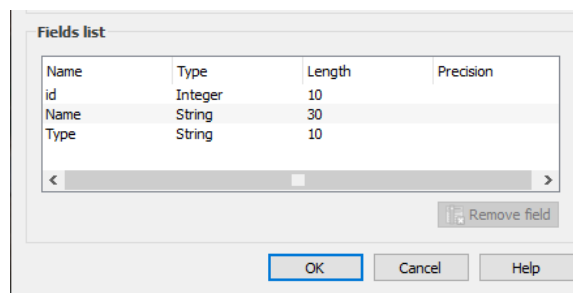 Fields list
Name Type Length Precision
id Integer 10
Name String 30
Type String 10
Remove field
OK Cancel Help